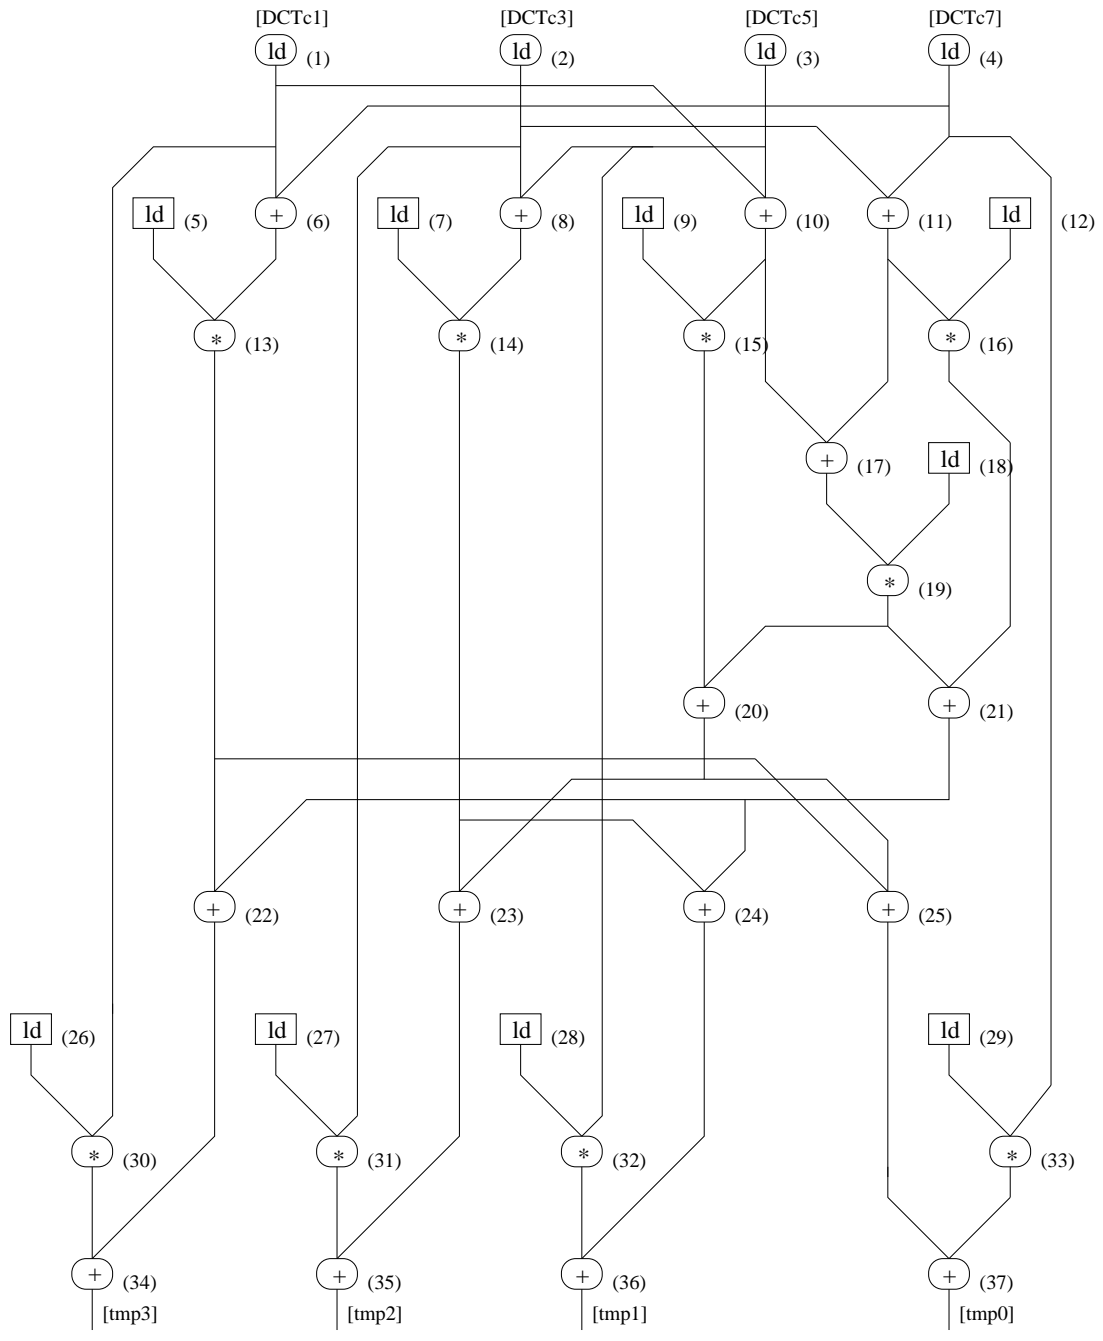 [DCTc1] [DCTc3] [DCTc5] [DCTc7]
ld (1) ld (2) ld (3) ld (4)
ld (5) + (6) ld (7) + (8) ld (9) + (10) + (11) ld (12)
* (13) * (14) * (15) * (16)
+ (17) ld (18)
* (19)
+ (20) + (21)
+ (22) + (23) + (24) + (25)
ld (26) ld (27) ld (28) ld (29)
* (30) * (31) * (32) * (33)
+ (34) + (35) + (36) + (37)
[tmp3] [tmp2] [tmp1] [tmp0]